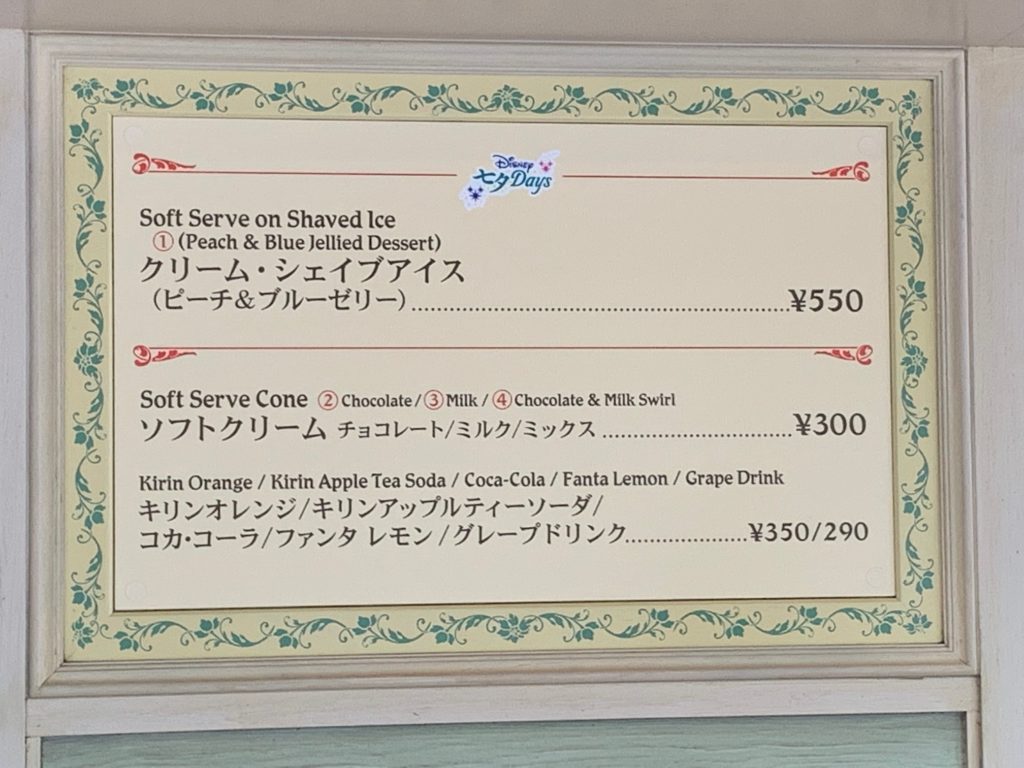 Disney
七夕Days
Soft Serve on Shaved Ice
①(Peach & Blue Jellied Dessert)
クリーム・シェイブアイス
(ピーチ&ブルーゼリー)......................................................¥550
Soft Serve Cone ②Chocolate/③Milk/④Chocolate & Milk Swirl
ソフトクリーム チョコレート/ミルク/ミックス...........................¥300
Kirin Orange / Kirin Apple Tea Soda / Coca-Cola / Fanta Lemon / Grape Drink
キリンオレンジ/キリンアップルティーソーダ/
コカ・コーラ/ファンタ レモン/グレープドリンク.................¥350/290